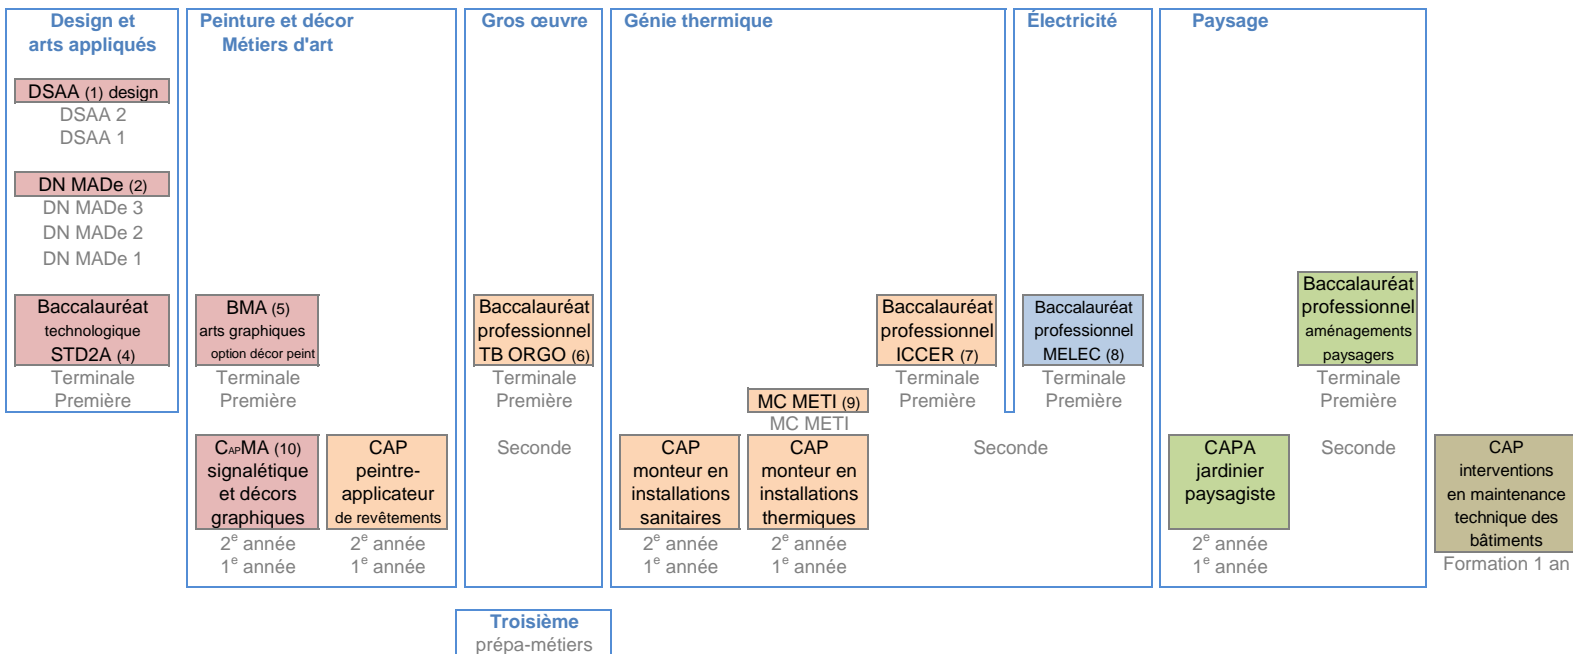 Design et
arts appliqués
DSAA (1) design
DSAA 2
DSAA 1
DN MADe (2)
DN MADe 3
DN MADe 2
DN MADe 1
Baccalauréat
technologique
STD2A (4)
Terminale
Première
Peinture et décor
Métiers d'art
BMA (5)
arts graphiques
option décor peint
Terminale
Première
CAPMA (10)
signalétique
et décors
graphiques
2e année
1e année
CAP
peintre-
applicateur
de revêtements
2e année
1e année
Gros œuvre
Baccalauréat
professionnel
TB ORGO (6)
Terminale
Première
Seconde
Génie thermique
CAP
monteur en
installations
sanitaires
2e année
1e année
MC METI (9)
MC METI
CAP
monteur en
installations
thermiques
2e année
1e année
Baccalauréat
professionnel
ICCER (7)
Terminale
Première
Électricité
Baccalauréat
professionnel
MELEC (8)
Terminale
Première
Seconde
Paysage
CAPA
jardinier
paysagiste
2e année
1e année
Baccalauréat
professionnel
aménagements
paysagers
Terminale
Première
Seconde
CAP
interventions
en maintenance
technique des
bâtiments
Formation 1 an
Troisième
prépa-métiers